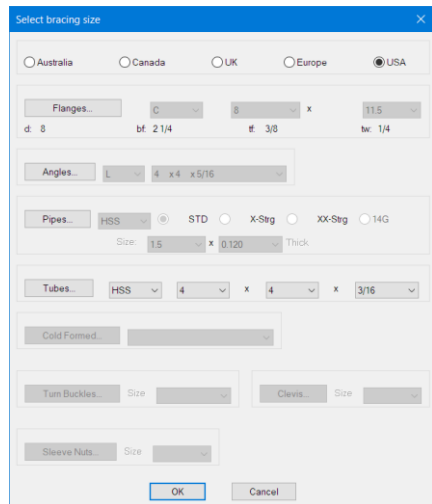 Select bracing size
Australia Canada UK Europe USA
Flanges... C 8 x 11.5
d: 8 bf: 2 1/4 tf: 3/8 tw: 1/4
Angles... L 4 x 4 x 5/16
Pipes... HSS STD X-Strg XX-Strg 14G
Size: 1.5 x 0.120 Thick
Tubes... HSS 4 x 4 x 3/16
Cold Formed...
Turn Buckles... Size Clevis... Size
Sleeve Nuts... Size
OK Cancel